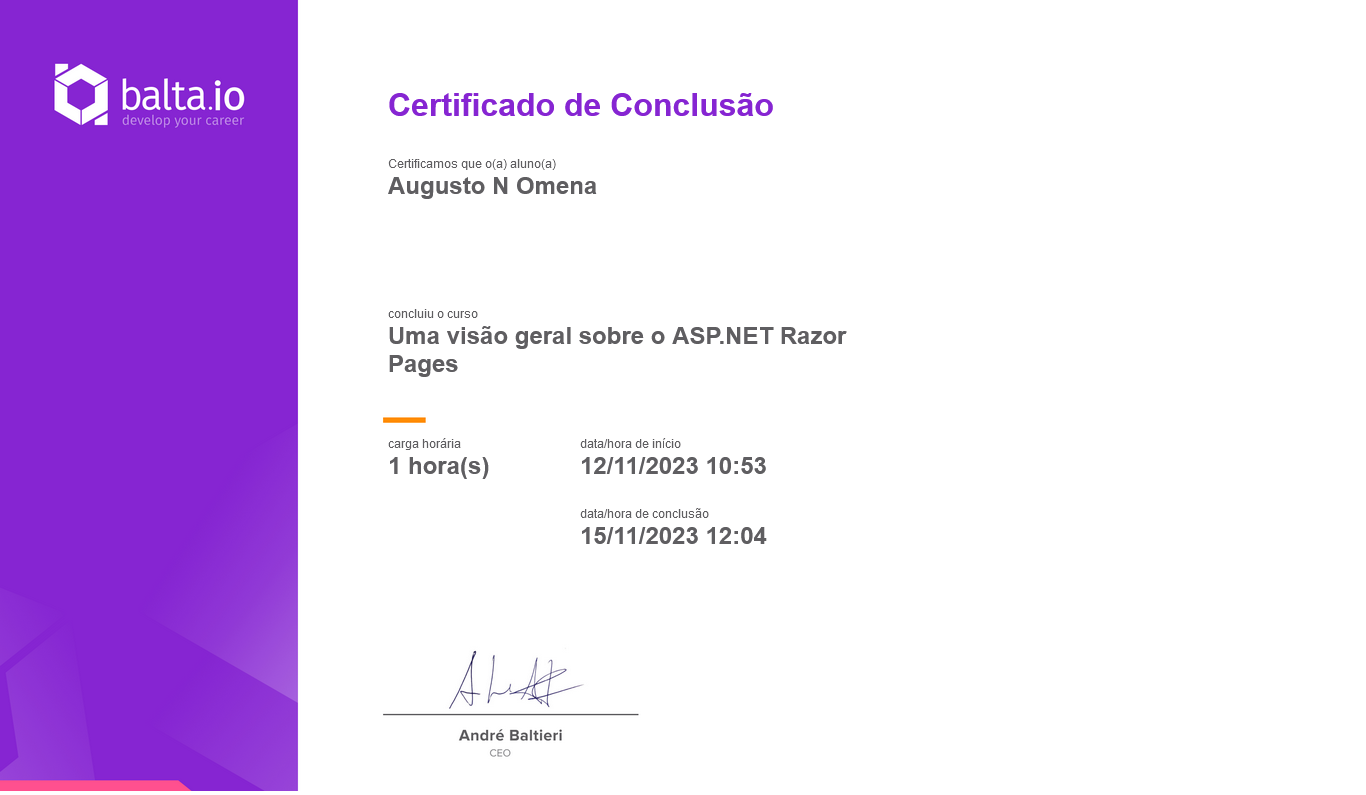 balta.io
develop your career
Certificado de Conclusão
Certificamos que o(a) aluno(a)
Augusto N Omena
concluiu o curso
Uma visão geral sobre o ASP.NET Razor
Pages
carga horária
1 hora(s)
data/hora de início
12/11/2023 10:53
data/hora de conclusão
15/11/2023 12:04
André Baltieri
CEO